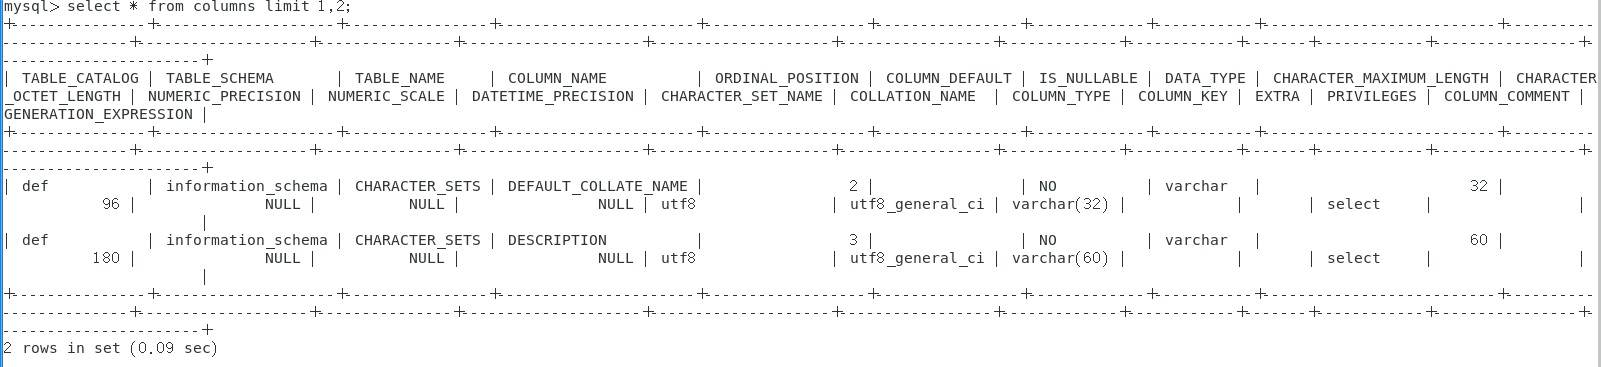 mysql> select * from columns limit 1,2;
+---------------+--------------------+----------------+----------------------+------------------+----------------+-------------+-----------+--------------------------+----------
--------------+-------------------+---------------+--------------------+--------------------+-----------------+-------------+------------+-------+------------+----------------+-
----------------------+
| TABLE_CATALOG | TABLE_SCHEMA       | TABLE_NAME     | COLUMN_NAME          | ORDINAL_POSITION | COLUMN_DEFAULT | IS_NULLABLE | DATA_TYPE | CHARACTER_MAXIMUM_LENGTH | CHARACTER
_OCTET_LENGTH | NUMERIC_PRECISION | NUMERIC_SCALE | DATETIME_PRECISION | CHARACTER_SET_NAME | COLLATION_NAME  | COLUMN_TYPE | COLUMN_KEY | EXTRA | PRIVILEGES | COLUMN_COMMENT |
GENERATION_EXPRESSION |
+---------------+--------------------+----------------+----------------------+------------------+----------------+-------------+-----------+--------------------------+----------
--------------+-------------------+---------------+--------------------+--------------------+-----------------+-------------+------------+-------+------------+----------------+-
----------------------+
| def           | information_schema | CHARACTER_SETS | DEFAULT_COLLATE_NAME |                2 |                | NO          | varchar   |                       32 |
           96 |              NULL |          NULL |               NULL | utf8               | utf8_general_ci | varchar(32) |            |       | select     |                |
                      |
| def           | information_schema | CHARACTER_SETS | DESCRIPTION          |                3 |                | NO          | varchar   |                       60 |
          180 |              NULL |          NULL |               NULL | utf8               | utf8_general_ci | varchar(60) |            |       | select     |                |
                      |
+---------------+--------------------+----------------+----------------------+------------------+----------------+-------------+-----------+--------------------------+----------
--------------+-------------------+---------------+--------------------+--------------------+-----------------+-------------+------------+-------+------------+----------------+-
----------------------+
2 rows in set (0.09 sec)